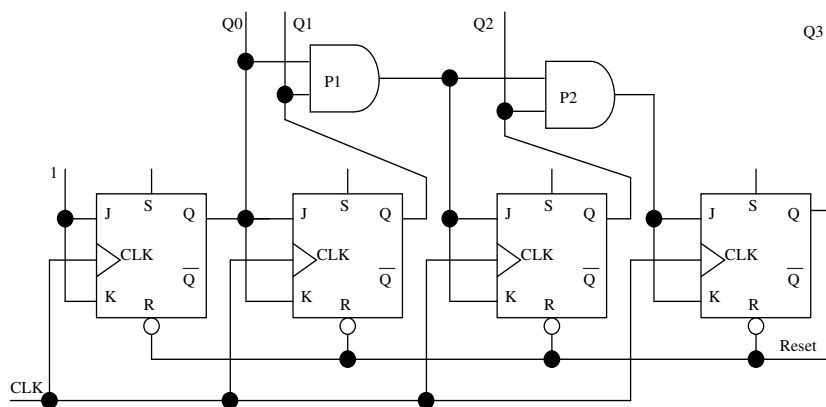 Q0 Q1 Q2 Q3
P1 P2
1
S S S S
J Q J Q J Q J Q
CLK CLK CLK CLK
Q Q Q Q
K R K R K R K R
Reset
CLK